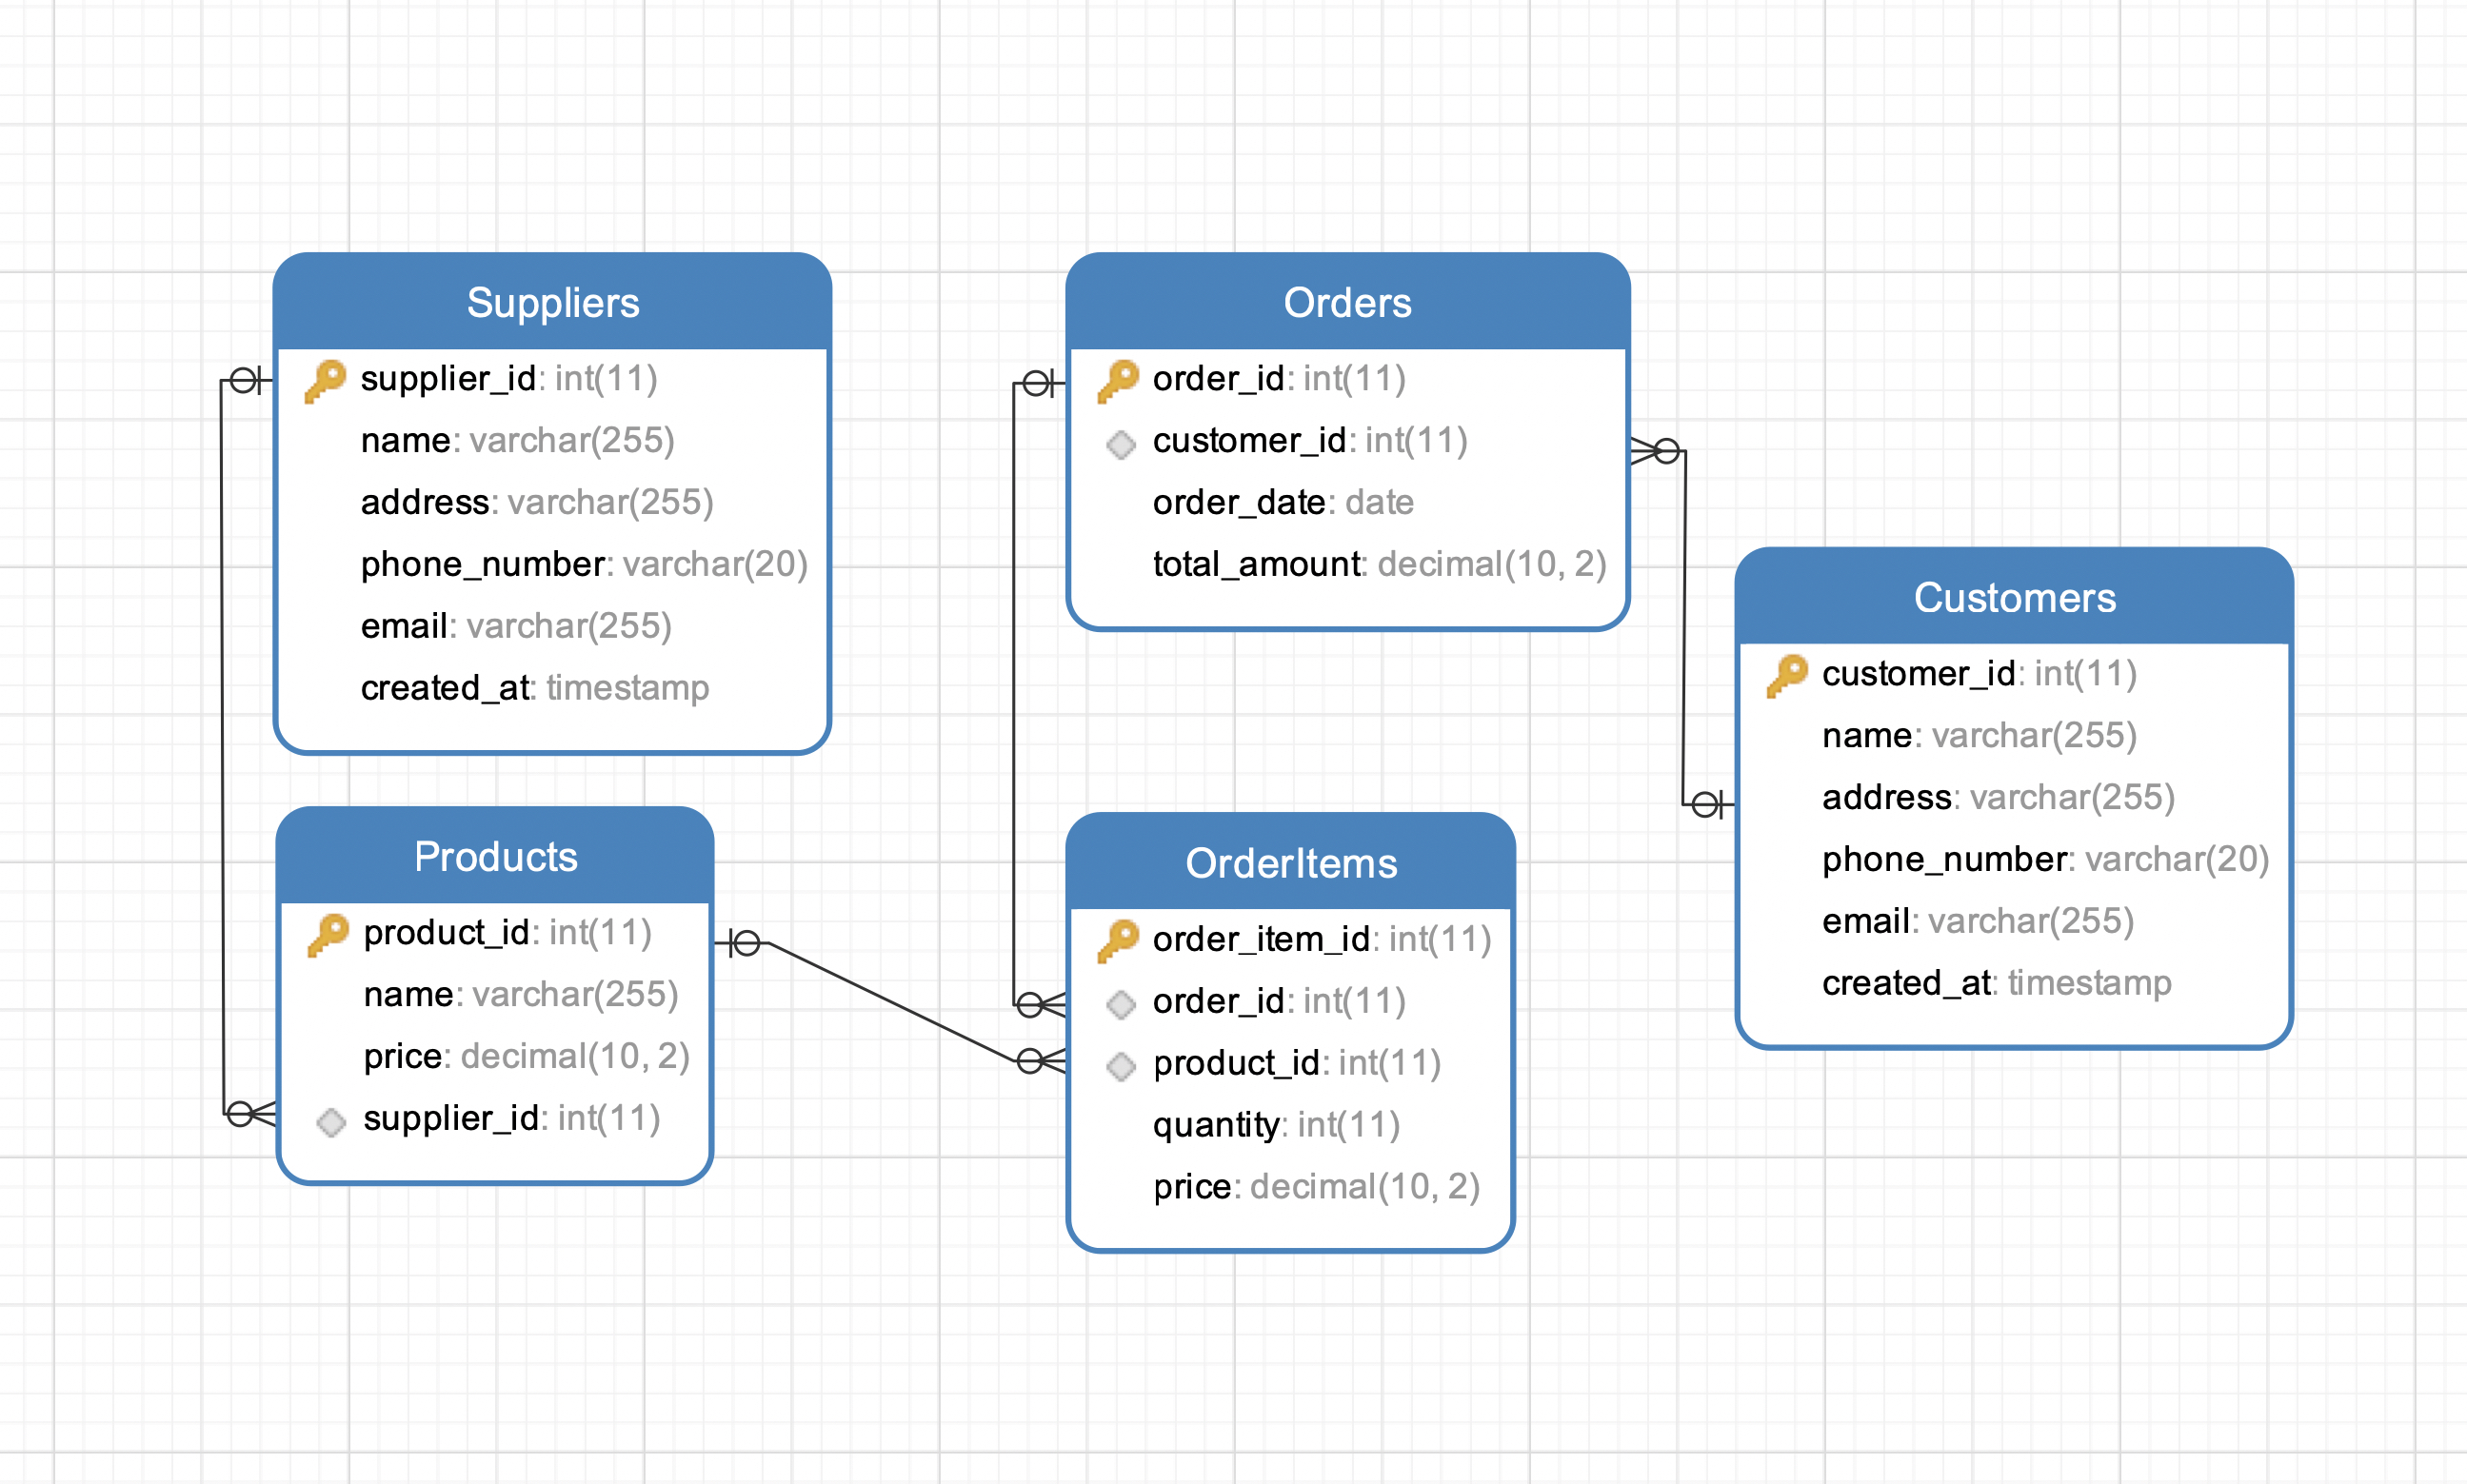 Suppliers
supplier_id: int(11)
name: varchar(255)
address: varchar(255)
phone_number: varchar(20)
email: varchar(255)
created_at: timestamp
Orders
order_id: int(11)
customer_id: int(11)
order_date: date
total_amount: decimal(10, 2)
Customers
customer_id: int(11)
name: varchar(255)
address: varchar(255)
phone_number: varchar(20)
email: varchar(255)
created_at: timestamp
Products
product_id: int(11)
name: varchar(255)
price: decimal(10, 2)
supplier_id: int(11)
OrderItems
order_item_id: int(11)
order_id: int(11)
product_id: int(11)
quantity: int(11)
price: decimal(10, 2)